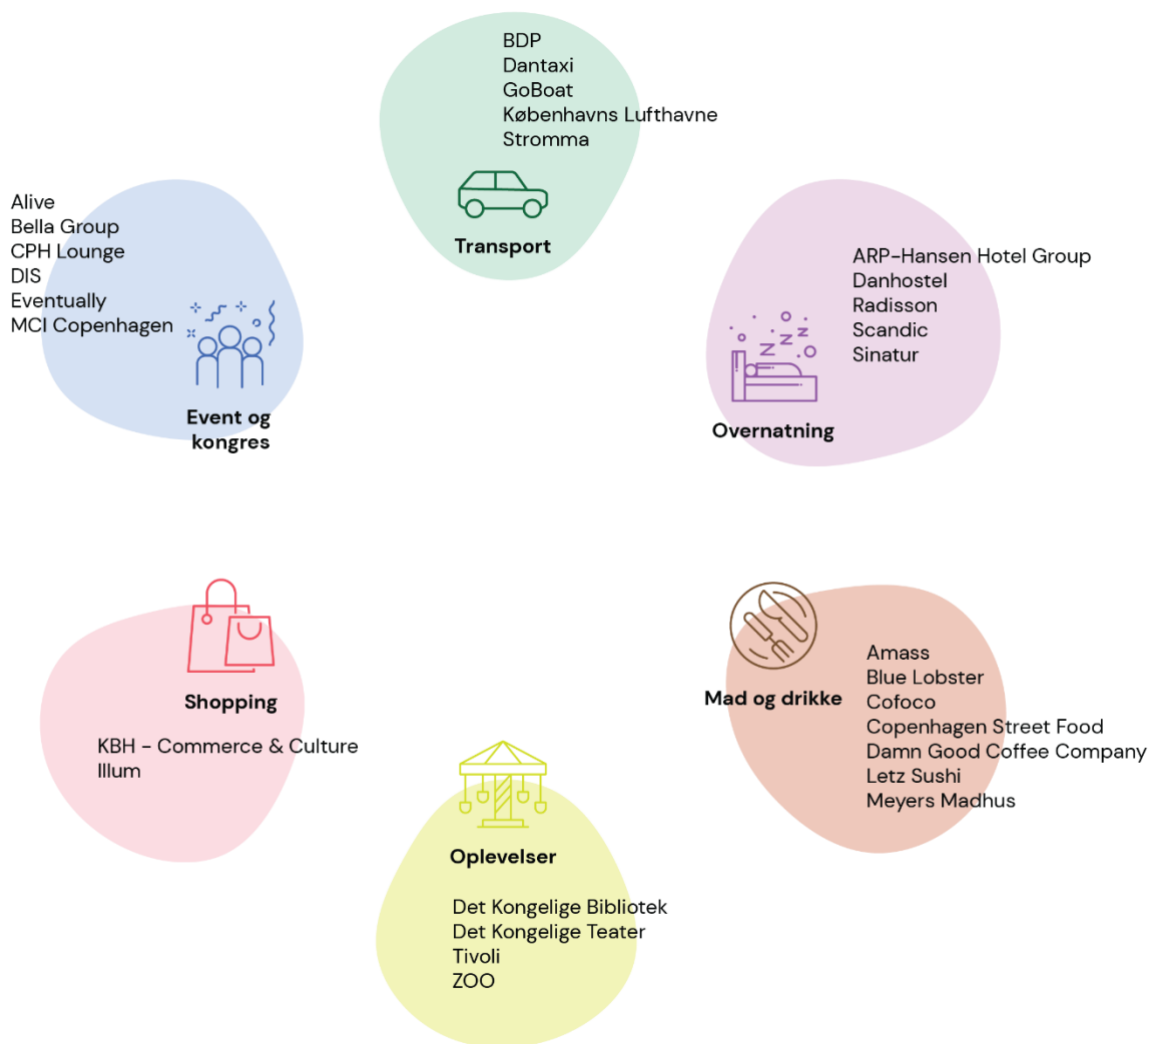 BDP
Dantaxi
GoBoat
Københavns Lufthavne
Stromma
Transport
Alive
Bella Group
CPH Lounge
DIS
Eventually
MCI Copenhagen
Event og
kongres
ARP-Hansen Hotel Group
Danhostel
Radisson
Scandic
Sinatur
Overnatning
Shopping
KBH - Commerce & Culture
Illum
Mad og drikke
Amass
Blue Lobster
Cofoco
Copenhagen Street Food
Damn Good Coffee Company
Letz Sushi
Meyers Madhus
Oplevelser
Det Kongelige Bibliotek
Det Kongelige Teater
Tivoli
ZOO